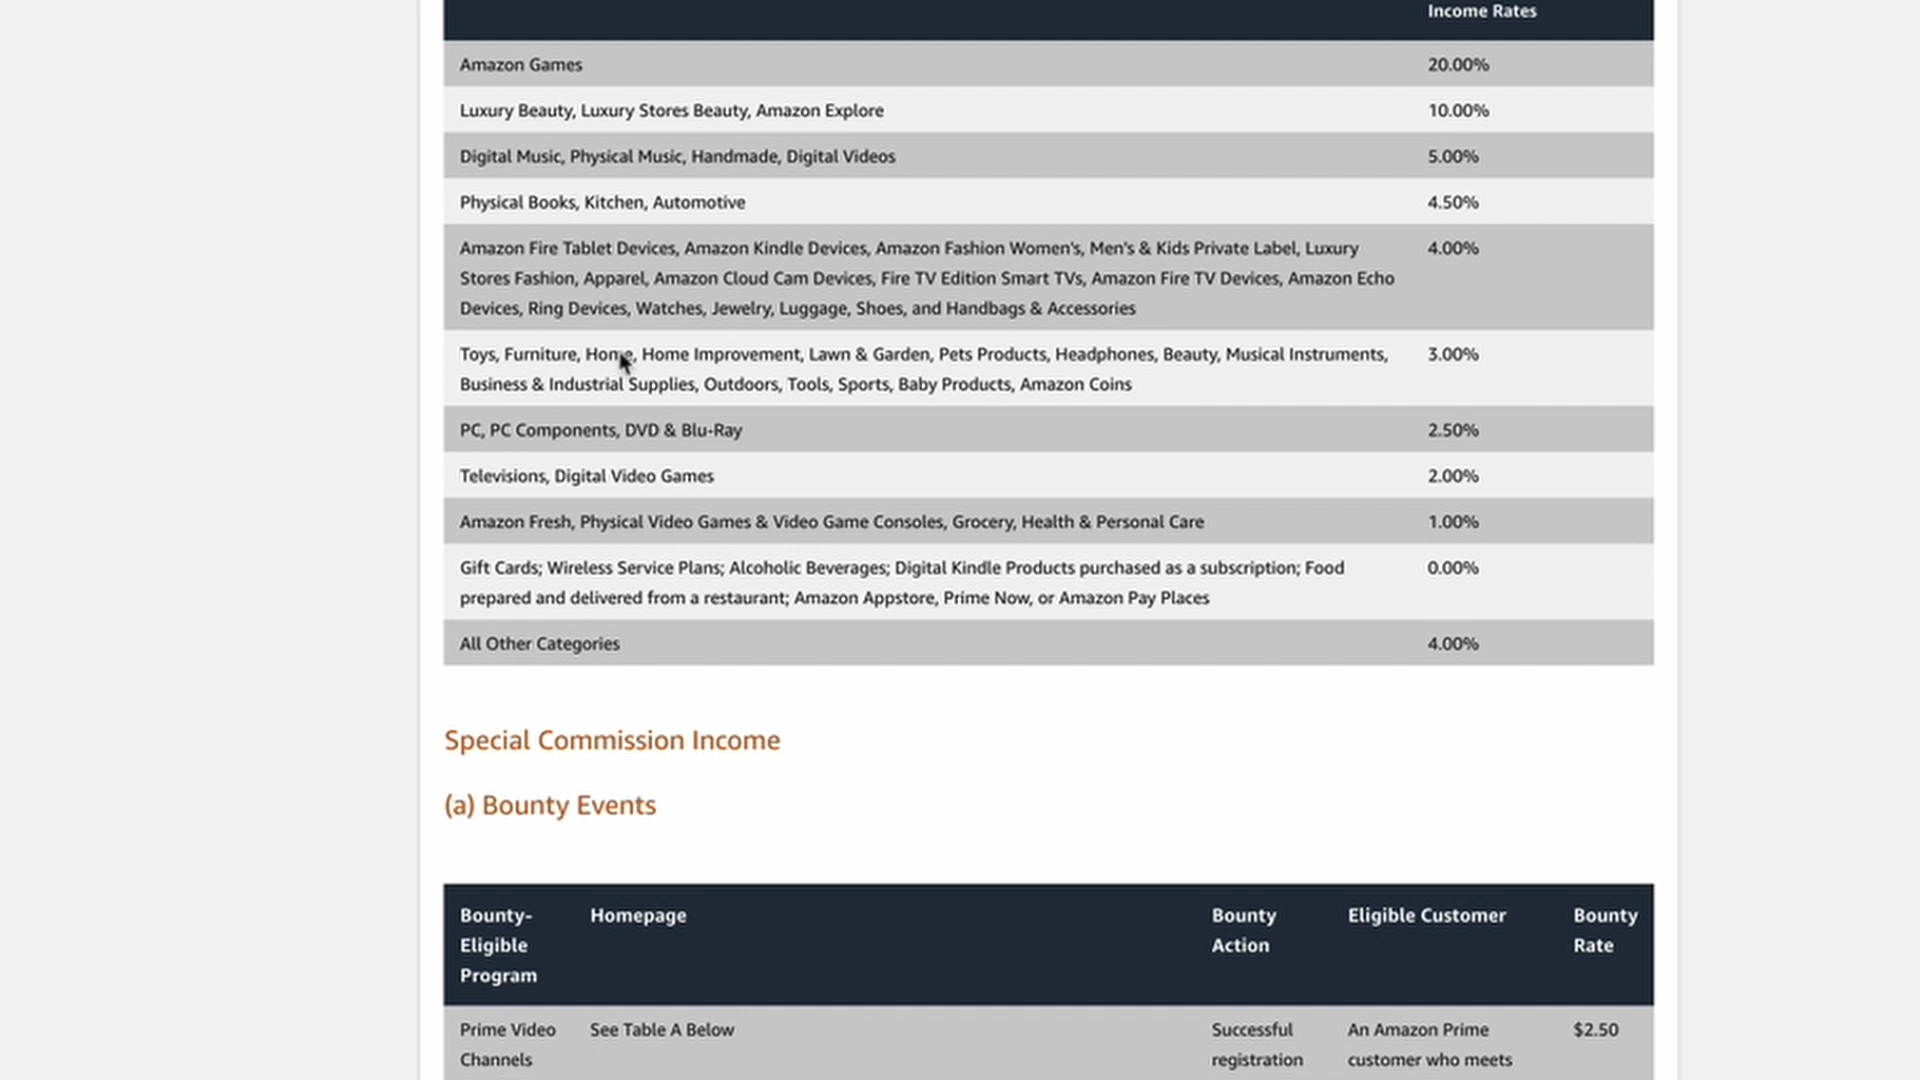 Income Rates
Amazon Games 20.00%
Luxury Beauty, Luxury Stores Beauty, Amazon Explore 10.00%
Digital Music, Physical Music, Handmade, Digital Videos 5.00%
Physical Books, Kitchen, Automotive 4.50%
Amazon Fire Tablet Devices, Amazon Kindle Devices, Amazon Fashion Women's, Men's & Kids Private Label, Luxury 4.00%
Stores Fashion, Apparel, Amazon Cloud Cam Devices, Fire TV Edition Smart TVs, Amazon Fire TV Devices, Amazon Echo
Devices, Ring Devices, Watches, Jewelry, Luggage, Shoes, and Handbags & Accessories
Toys, Furniture, Home, Home Improvement, Lawn & Garden, Pets Products, Headphones, Beauty, Musical Instruments, 3.00%
Business & Industrial Supplies, Outdoors, Tools, Sports, Baby Products, Amazon Coins
PC, PC Components, DVD & Blu-Ray 2.50%
Televisions, Digital Video Games 2.00%
Amazon Fresh, Physical Video Games & Video Game Consoles, Grocery, Health & Personal Care 1.00%
Gift Cards; Wireless Service Plans; Alcoholic Beverages; Digital Kindle Products purchased as a subscription; Food 0.00%
prepared and delivered from a restaurant; Amazon Appstore, Prime Now, or Amazon Pay Places
All Other Categories 4.00%
Special Commission Income
(a) Bounty Events
Bounty- Homepage Bounty Eligible Customer Bounty
Eligible Action Rate
Program
Prime Video See Table A Below Successful An Amazon Prime $2.50
Channels registration customer who meets